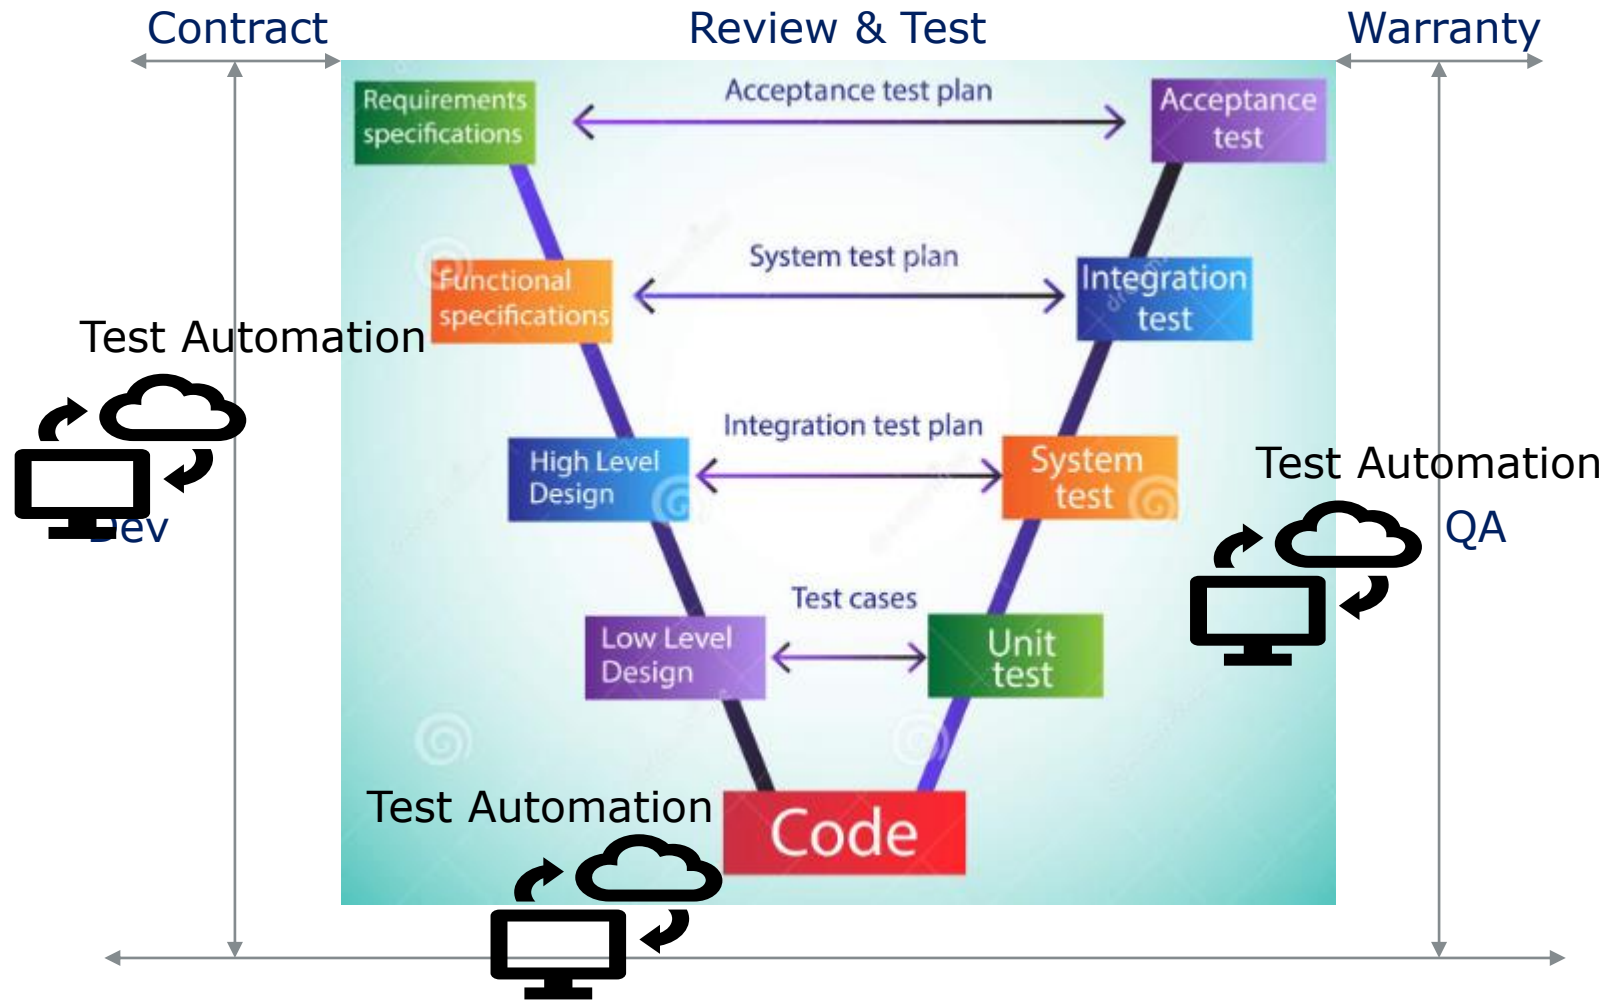 Contract
Review & Test
Warranty
Requirements
specifications
Acceptance test plan
Acceptance
test
Functional
specifications
System test plan
Integration
test
Test Automation
High Level
Design
Integration test plan
System
test
Test Automation
Dev
QA
Low Level
Design
Test cases
Unit
test
Test Automation
Code